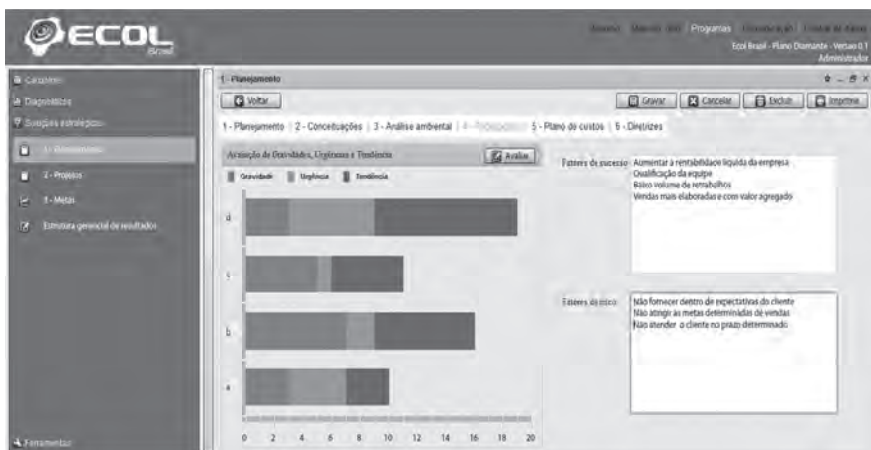 ECOL
Brasil
Programas
Ecol Brasil - Plano Diamante - Versao 0.1
Administrador
Cadastros
Diagnósticos
Soluções estratégicas
1 - Planejamento
2 - Projetos
3 - Metas
Estrutura gerencial de resultados
Ferramentas
1 - Planejamento
Voltar
Gravar
Cancelar
Excluir
Imprimir
1 - Planejamento
2 - Conceituações
3 - Análise ambiental
5 - Plano de custos
6 - Diretrizes
Avaliação de Gravidades, Urgências e Tendência
Avaliar
Gravidade
Urgência
Tendência
d
c
b
a
0 2 4 6 8 10 12 14 16 18 20
Fatores de sucesso
Aumentar a rentabilidade líquida da empresa
Qualificação da equipe
Baixo volume de retrabalhos
Vendas mais elaboradas e com valor agregado
Fatores de risco
Não fornecer dentro de expectativas do cliente
Não atingir as metas determinadas de vendas
Não atender o cliente no prazo determinado